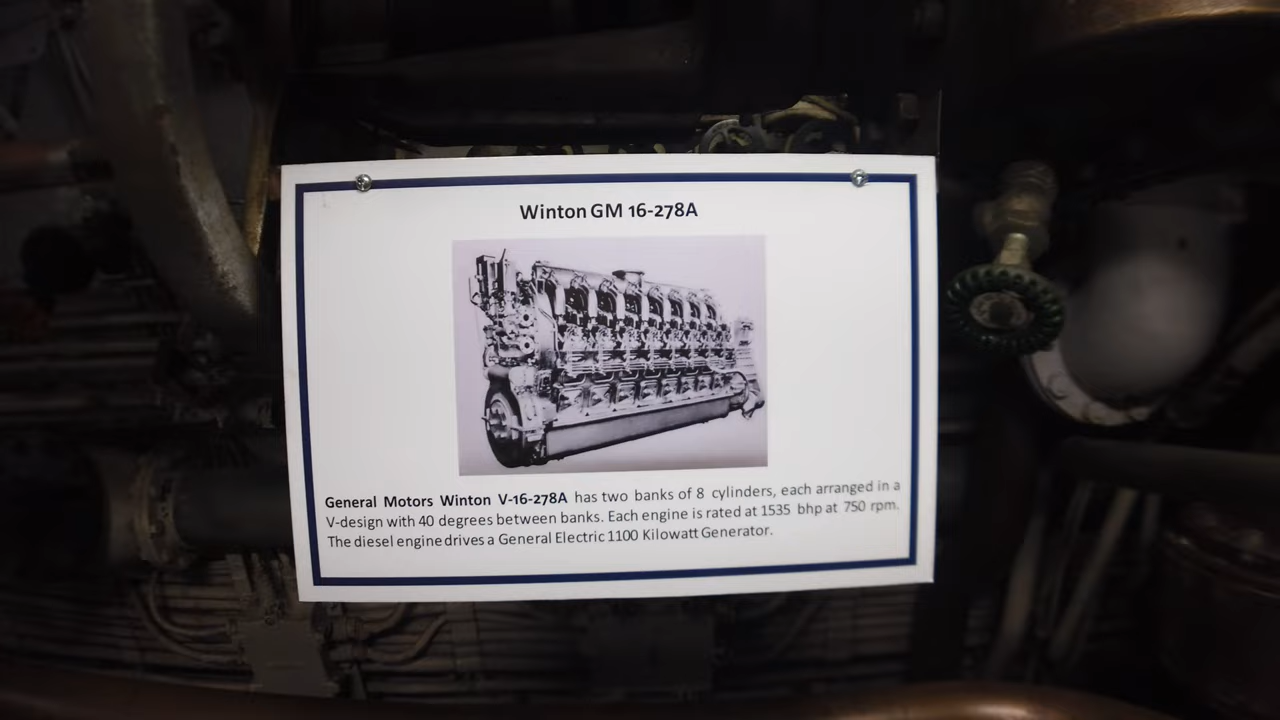 Winton GM 16-278A
General Motors Winton V-16-278A has two banks of 8 cylinders, each arranged in a
V-design with 40 degrees between banks. Each engine is rated at 1535 bhp at 750 rpm.
The diesel engine drives a General Electric 1100 Kilowatt Generator.